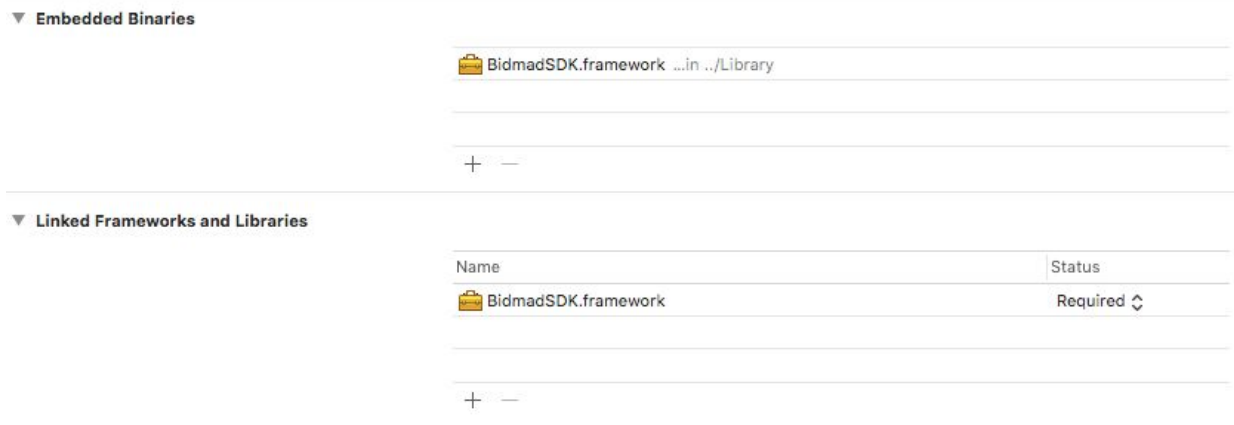 Embedded Binaries
BidmadSDK.framework ...in ../Library
Linked Frameworks and Libraries
Name Status
BidmadSDK.framework Required